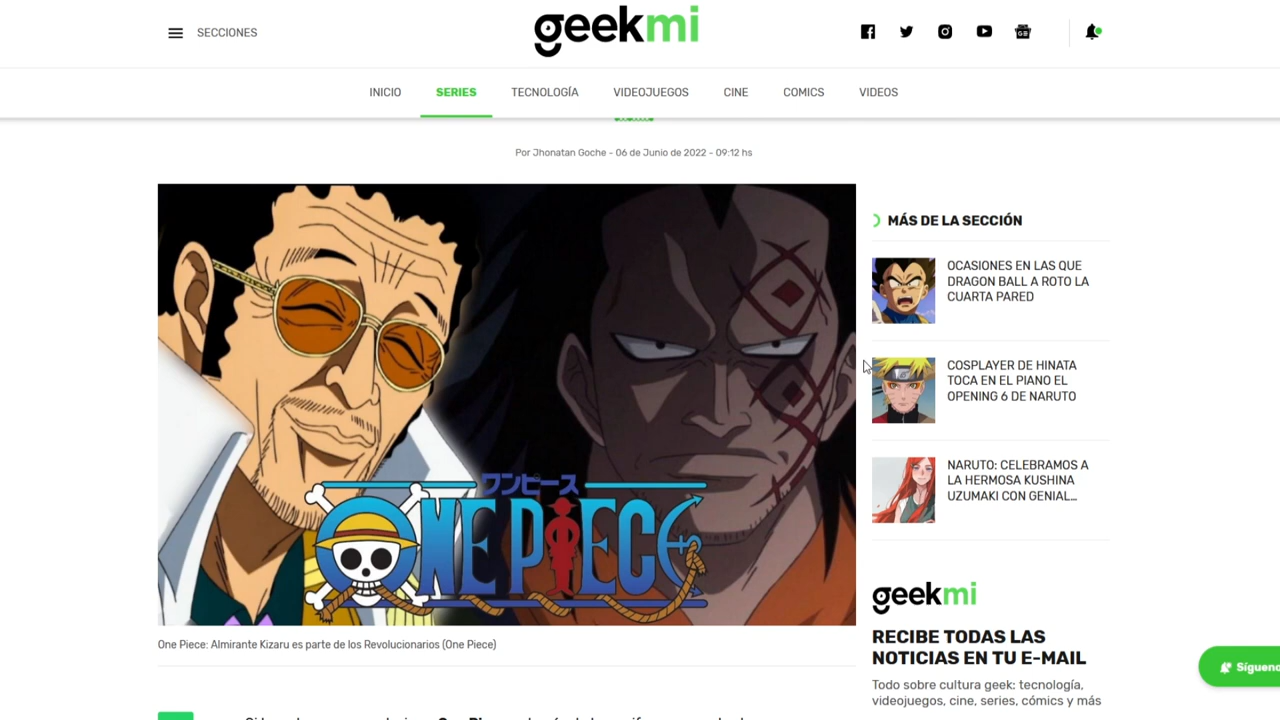 SECCIONES
geekmi
GE
INICIO
SERIES
TECNOLOGÍA
VIDEOJUEGOS
CINE
COMICS
VIDEOS
Por Jhonatan Goche - 06 de Junio de 2022 - 09:12 hs
ワンピース
ONE PIECE
One Piece: Almirante Kizaru es parte de los Revolucionarios (One Piece)
MÁS DE LA SECCIÓN
OCASIONES EN LAS QUE
DRAGON BALL A ROTO LA
CUARTA PARED
COSPLAYER DE HINATA
TOCA EN EL PIANO EL
OPENING 6 DE NARUTO
NARUTO: CELEBRAMOS A
LA HERMOSA KUSHINA
UZUMAKI CON GENIAL...
geekmi
RECIBE TODAS LAS
NOTICIAS EN TU E-MAIL
Todo sobre cultura geek: tecnología,
videojuegos, cine, series, cómics y más